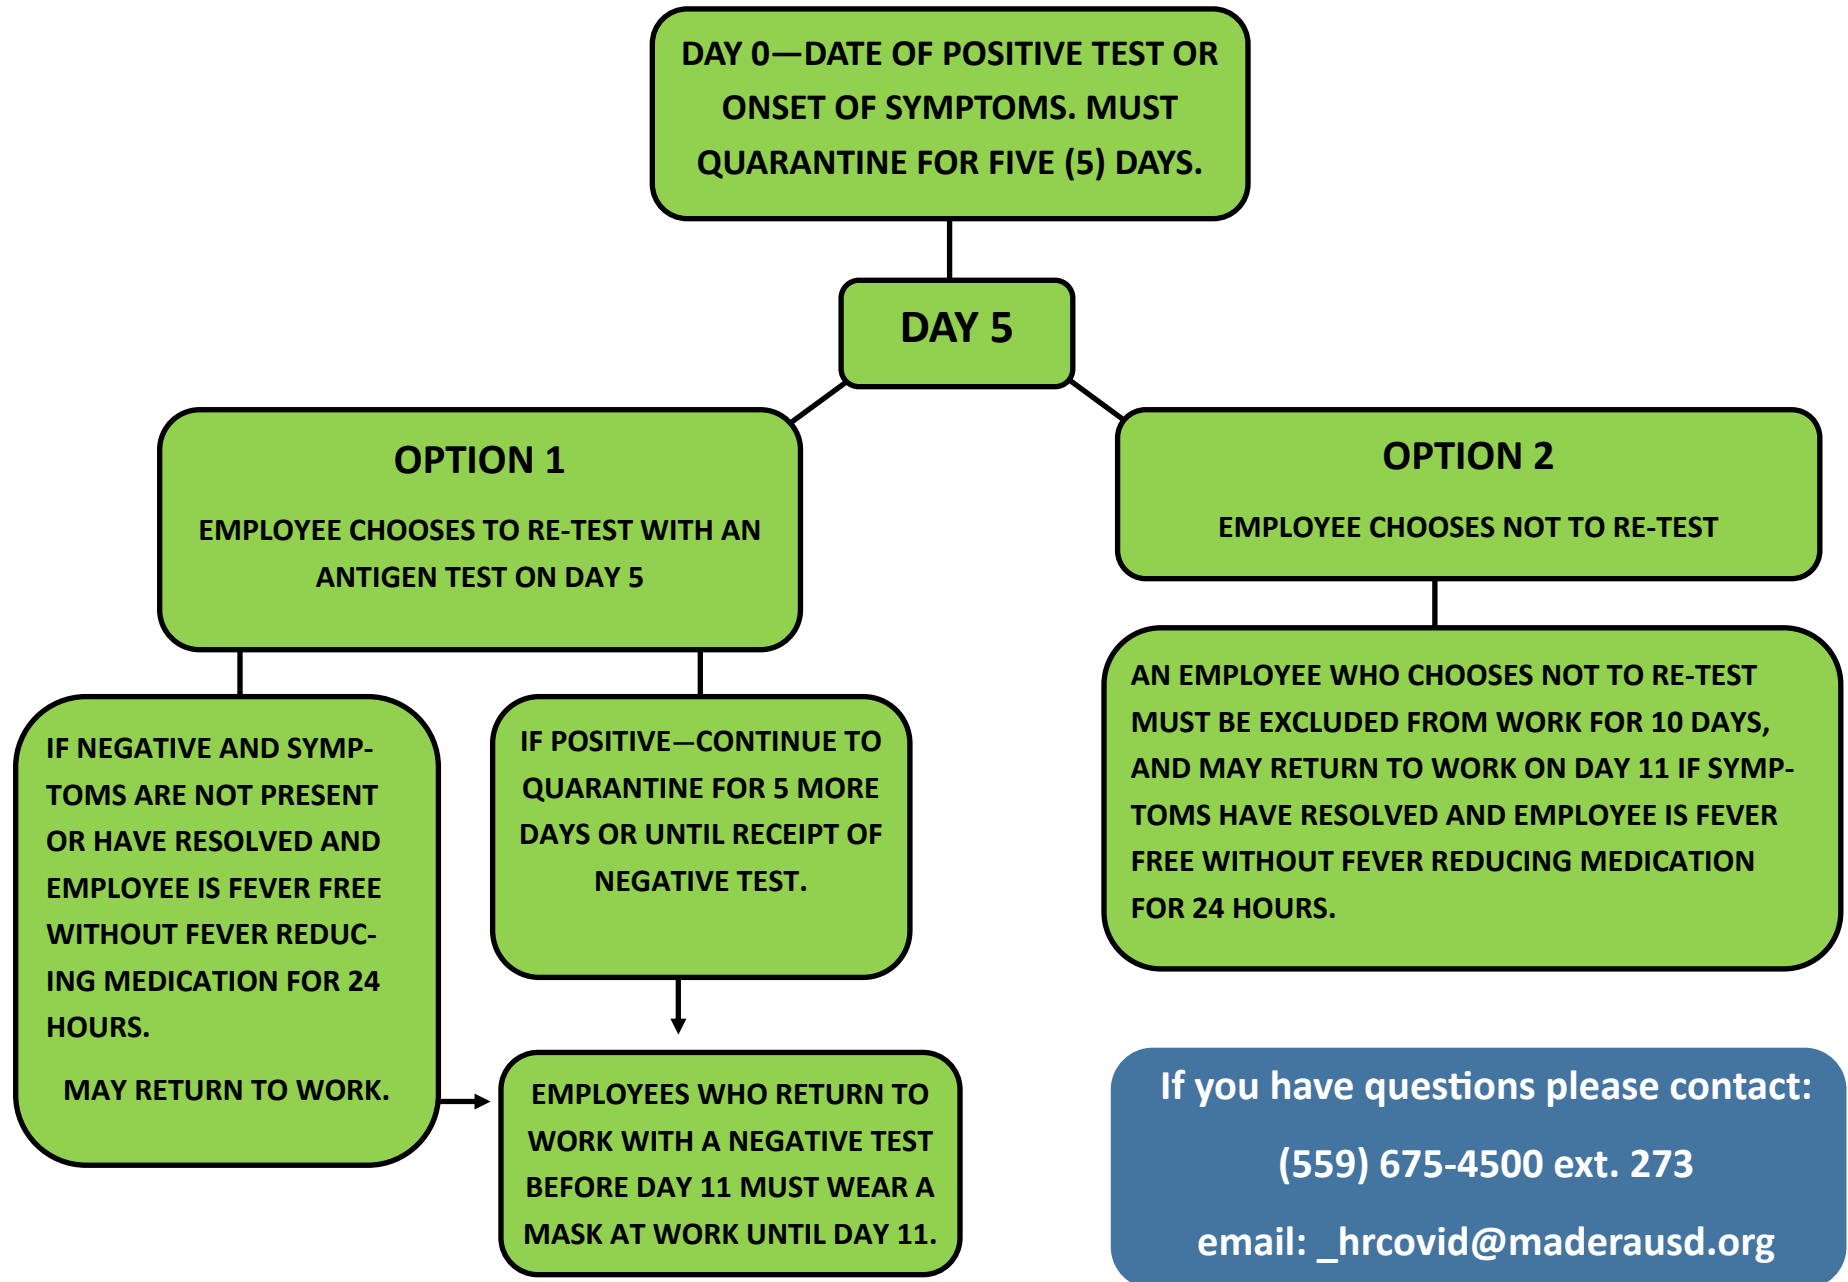 DAY 0—DATE OF POSITIVE TEST OR
ONSET OF SYMPTOMS. MUST
QUARANTINE FOR FIVE (5) DAYS.
DAY 5
OPTION 1
EMPLOYEE CHOOSES TO RE-TEST WITH AN
ANTIGEN TEST ON DAY 5
OPTION 2
EMPLOYEE CHOOSES NOT TO RE-TEST
IF NEGATIVE AND SYMP-
TOMS ARE NOT PRESENT
OR HAVE RESOLVED AND
EMPLOYEE IS FEVER FREE
WITHOUT FEVER REDUC-
ING MEDICATION FOR 24
HOURS.
MAY RETURN TO WORK.
IF POSITIVE—CONTINUE TO
QUARANTINE FOR 5 MORE
DAYS OR UNTIL RECEIPT OF
NEGATIVE TEST.
EMPLOYEES WHO RETURN TO
WORK WITH A NEGATIVE TEST
BEFORE DAY 11 MUST WEAR A
MASK AT WORK UNTIL DAY 11.
AN EMPLOYEE WHO CHOOSES NOT TO RE-TEST
MUST BE EXCLUDED FROM WORK FOR 10 DAYS,
AND MAY RETURN TO WORK ON DAY 11 IF SYMP-
TOMS HAVE RESOLVED AND EMPLOYEE IS FEVER
FREE WITHOUT FEVER REDUCING MEDICATION
FOR 24 HOURS.
If you have questions please contact:
(559) 675-4500 ext. 273
email: _hrcovid@maderausd.org